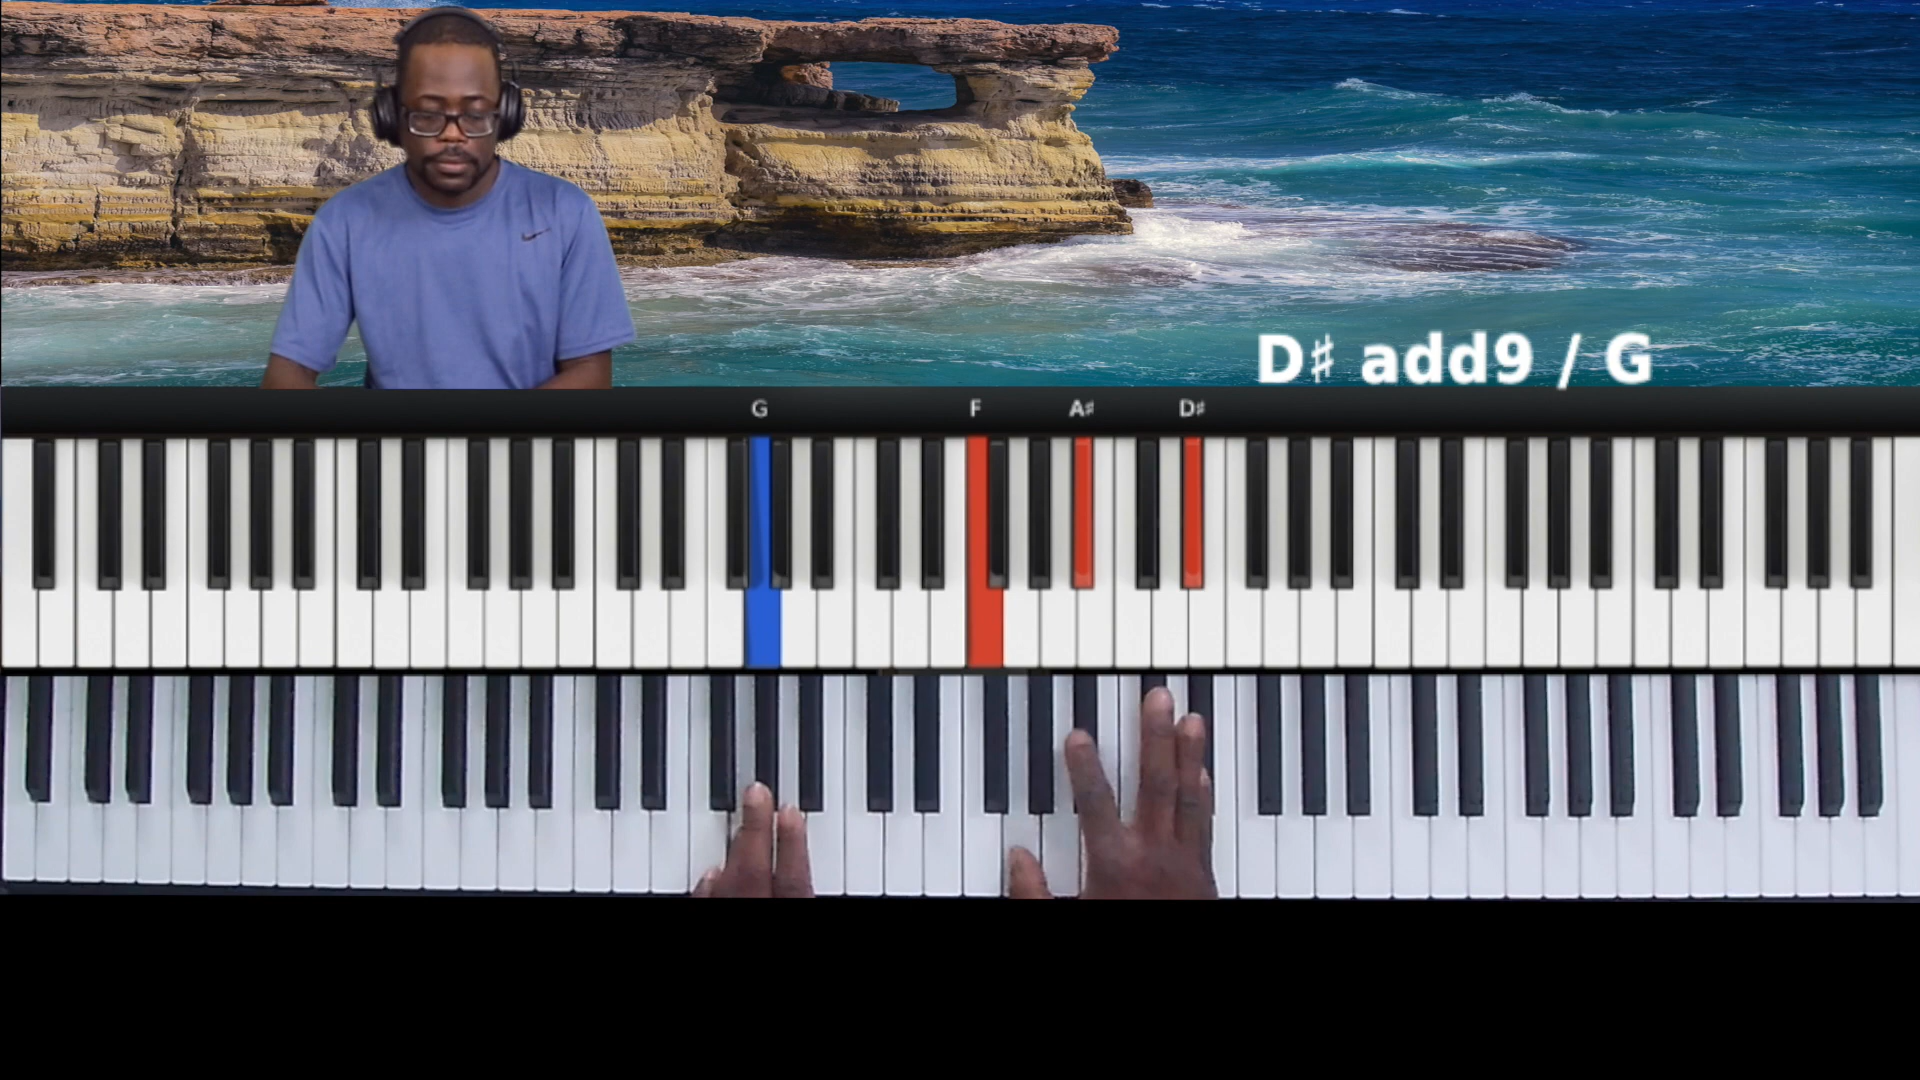 D♯ add9 / G
G F A♯ D♯